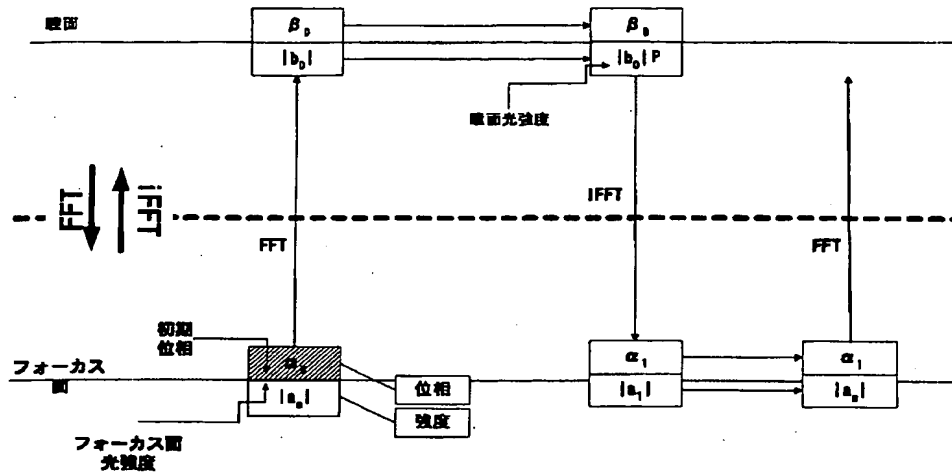 瞳面
β₀
β₀
|b₀|
|b₀| P
瞳面光強度
FFT
iFFT
IFFT
FFT
FFT
初期
位相
フォーカス
面
α₀
|a₀|
位相
強度
フォーカス面
光強度
α₁
|a₁|
α₁
|a₀|